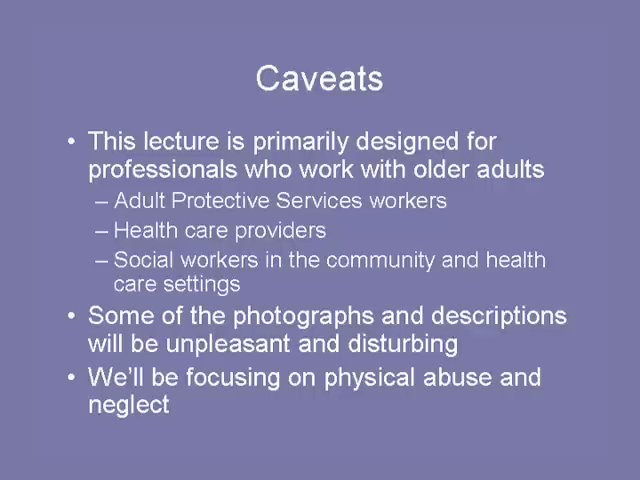 Caveats
• This lecture is primarily designed for
professionals who work with older adults
– Adult Protective Services workers
– Health care providers
– Social workers in the community and health
care settings
• Some of the photographs and descriptions
will be unpleasant and disturbing
• We'll be focusing on physical abuse and
neglect